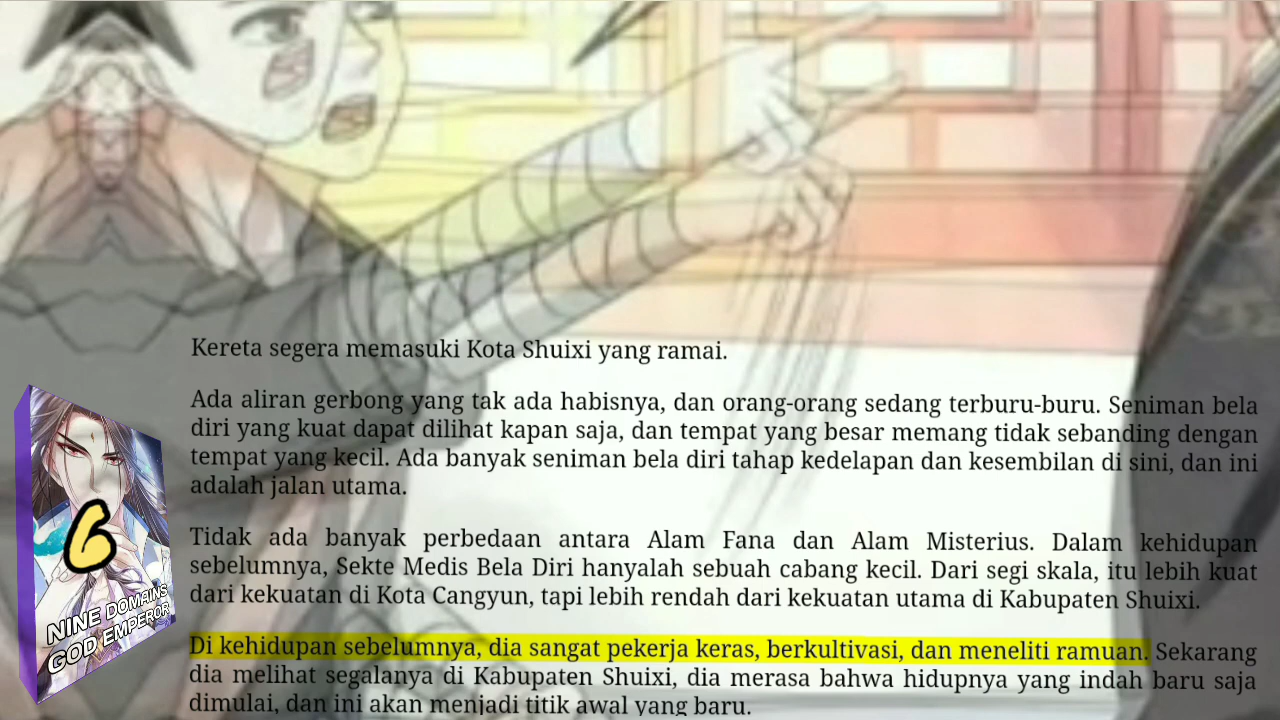 Kereta segera memasuki Kota Shuixi yang ramai.
Ada aliran gerbong yang tak ada habisnya, dan orang-orang sedang terburu-buru. Seniman bela
diri yang kuat dapat dilihat kapan saja, dan tempat yang besar memang tidak sebanding dengan
tempat yang kecil. Ada banyak seniman bela diri tahap kedelapan dan kesembilan di sini, dan ini
adalah jalan utama.
Tidak ada banyak perbedaan antara Alam Fana dan Alam Misterius. Dalam kehidupan
sebelumnya, Sekte Medis Bela Diri hanyalah sebuah cabang kecil. Dari segi skala, itu lebih kuat
dari kekuatan di Kota Cangyun, tapi lebih rendah dari kekuatan utama di Kabupaten Shuixi.
Di kehidupan sebelumnya, dia sangat pekerja keras, berkultivasi, dan meneliti ramuan. Sekarang
dia melihat segalanya di Kabupaten Shuixi, dia merasa bahwa hidupnya yang indah baru saja
dimulai, dan ini akan menjadi titik awal yang baru.
6
NINE DOMAINS
GOD EMPEROR